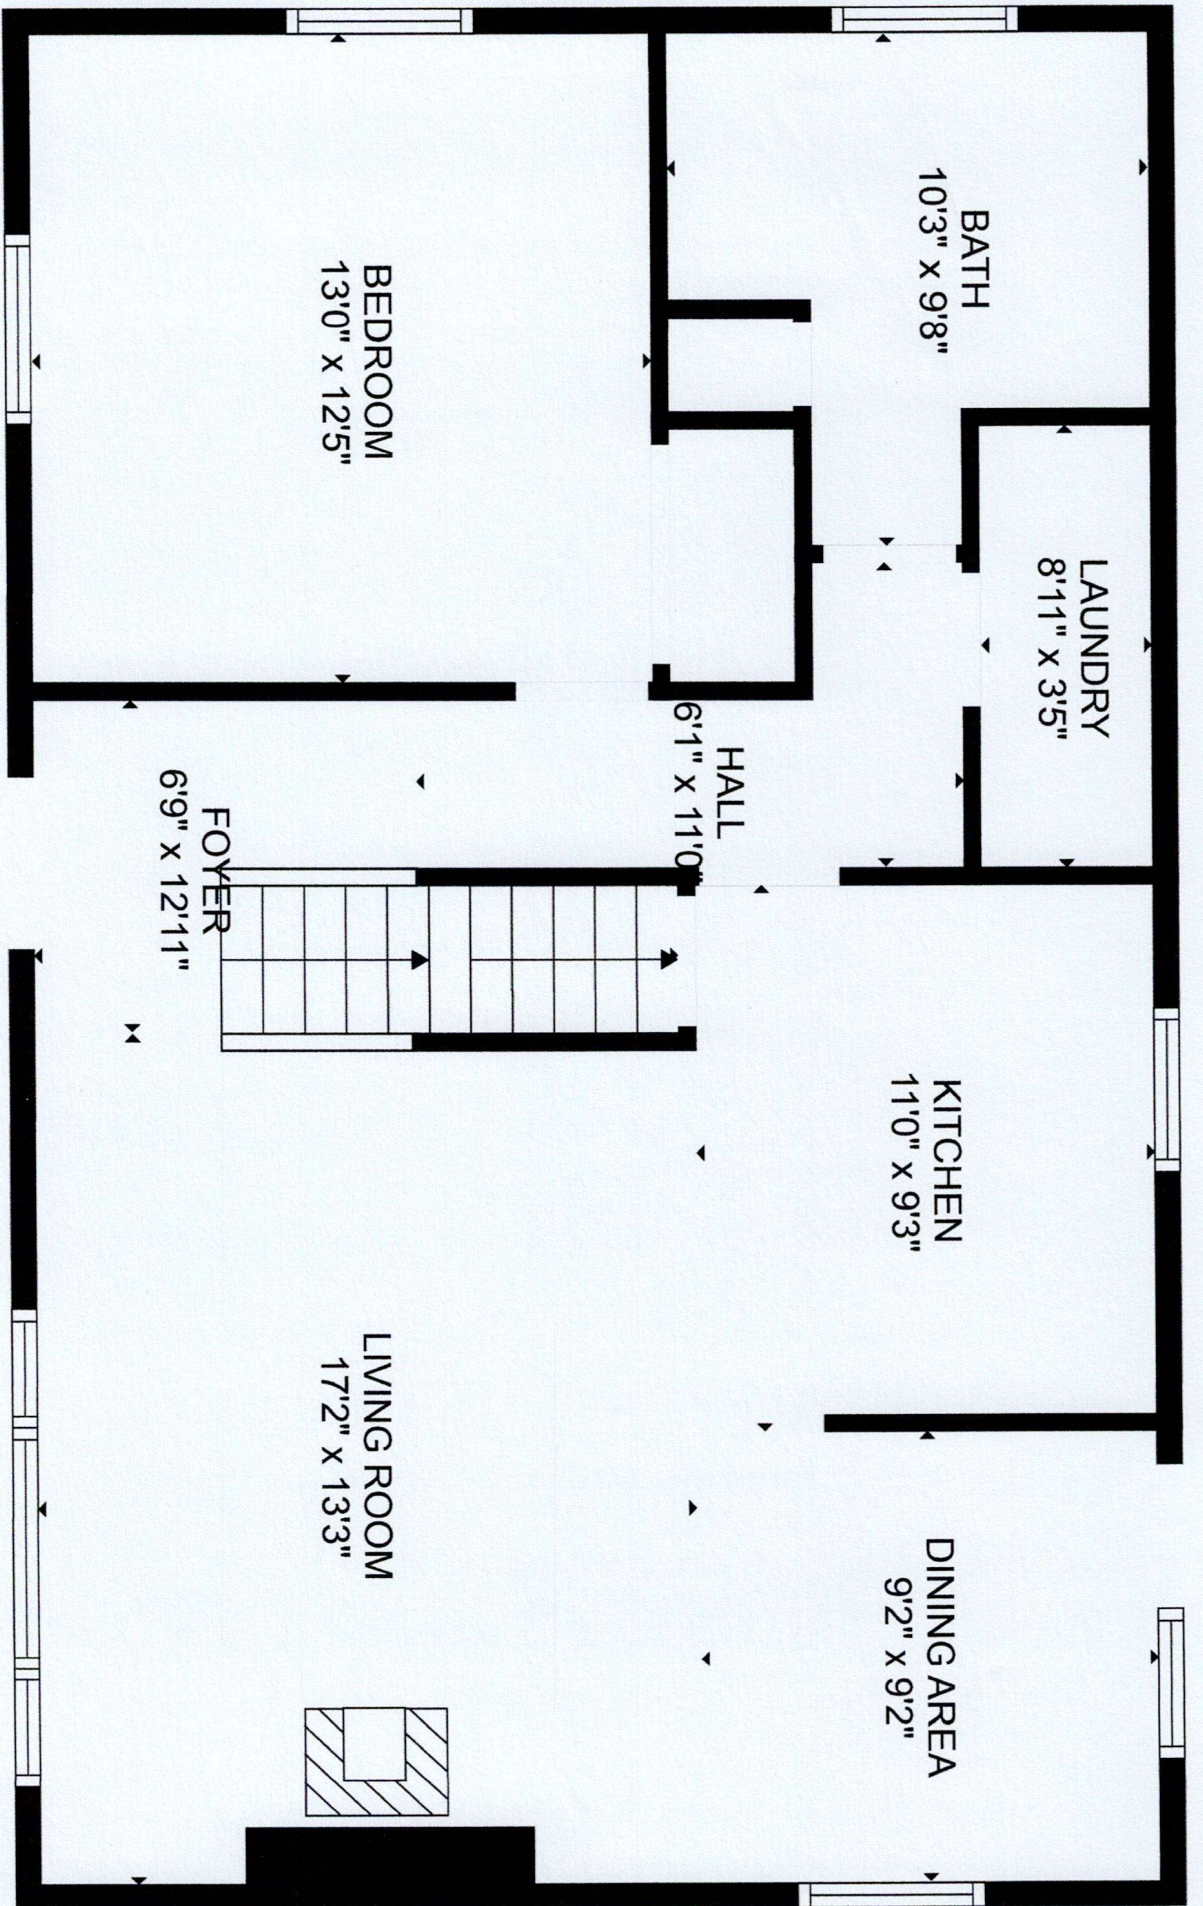 BATH
10'3" x 9'8"
LAUNDRY
8'11" x 3'5"
KITCHEN
11'0" x 9'3"
DINING AREA
9'2" x 9'2"
HALL
6'1" x 11'0"
BEDROOM
13'0" x 12'5"
FOYER
6'9" x 12'11"
LIVING ROOM
17'2" x 13'3"